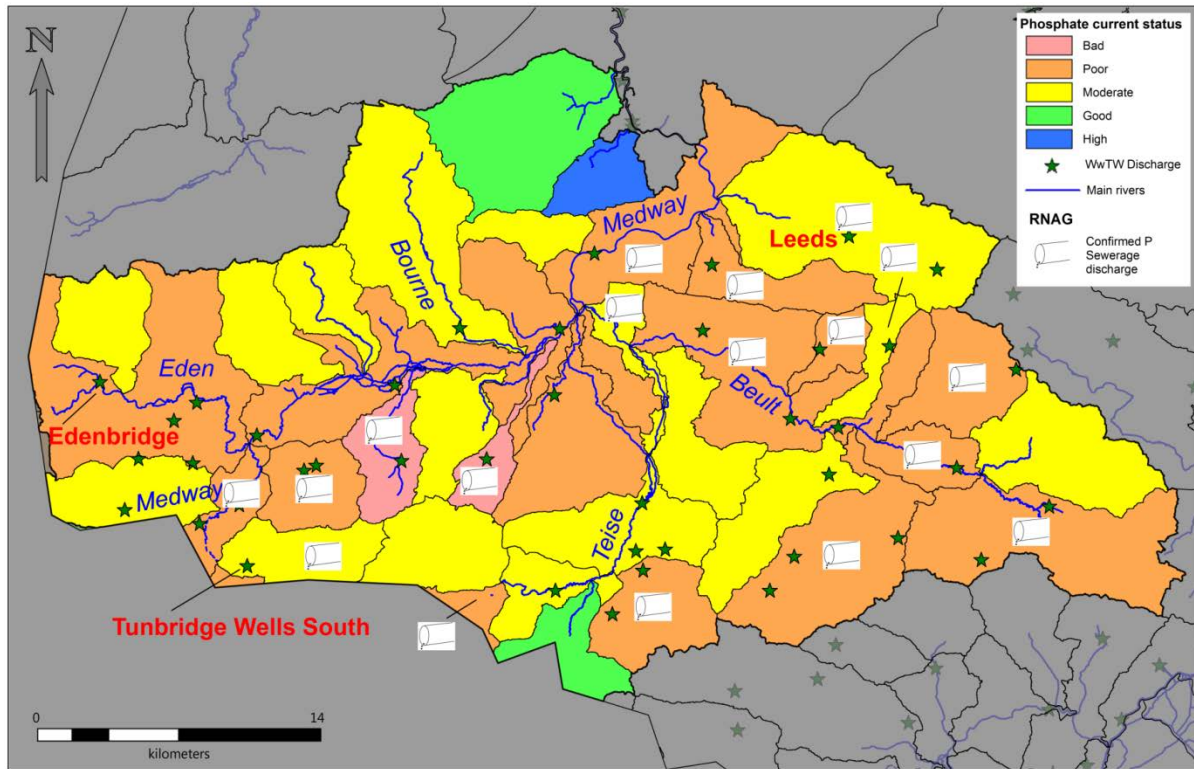 N
Phosphate current status
Bad
Poor
Moderate
Good
High
WwTW Discharge
Main rivers
RNAG
Confirmed P
Sewerage
discharge
Medway
Leeds
Bourne
Eden
Beult
Edenbridge
Medway
Teise
Tunbridge Wells South
0 14
kilometers